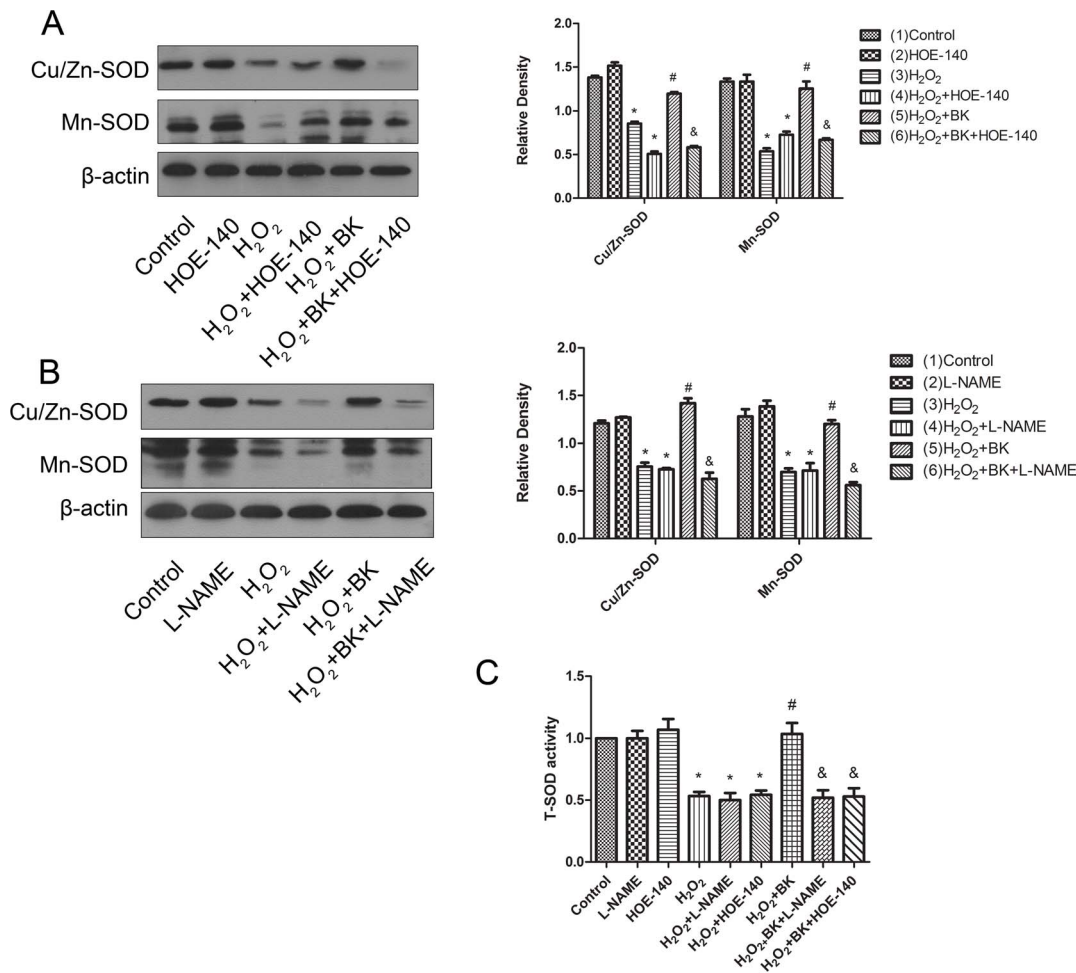 A
Cu/Zn-SOD
Mn-SOD
β-actin
Control
HOE-140
H₂O₂
H₂O₂+HOE-140
H₂O₂+BK
H₂O₂+BK+HOE-140
Relative Density
2.0
1.5
1.0
0.5
0.0
* * # &
* * # &
Cu/Zn-SOD
Mn-SOD
(1)Control
(2)HOE-140
(3)H₂O₂
(4)H₂O₂+HOE-140
(5)H₂O₂+BK
(6)H₂O₂+BK+HOE-140
B
Cu/Zn-SOD
Mn-SOD
β-actin
Control
L-NAME
H₂O₂
H₂O₂+L-NAME
H₂O₂+BK
H₂O₂+BK+L-NAME
Relative Density
2.0
1.5
1.0
0.5
0.0
* * # &
* * # &
Cu/Zn-SOD
Mn-SOD
(1)Control
(2)L-NAME
(3)H₂O₂
(4)H₂O₂+L-NAME
(5)H₂O₂+BK
(6)H₂O₂+BK+L-NAME
C
T-SOD activity
1.5
1.0
0.5
0.0
* * * # & &
Control
L-NAME
HOE-140
H₂O₂
H₂O₂+L-NAME
H₂O₂+HOE-140
H₂O₂+BK
H₂O₂+BK+L-NAME
H₂O₂+BK+HOE-140